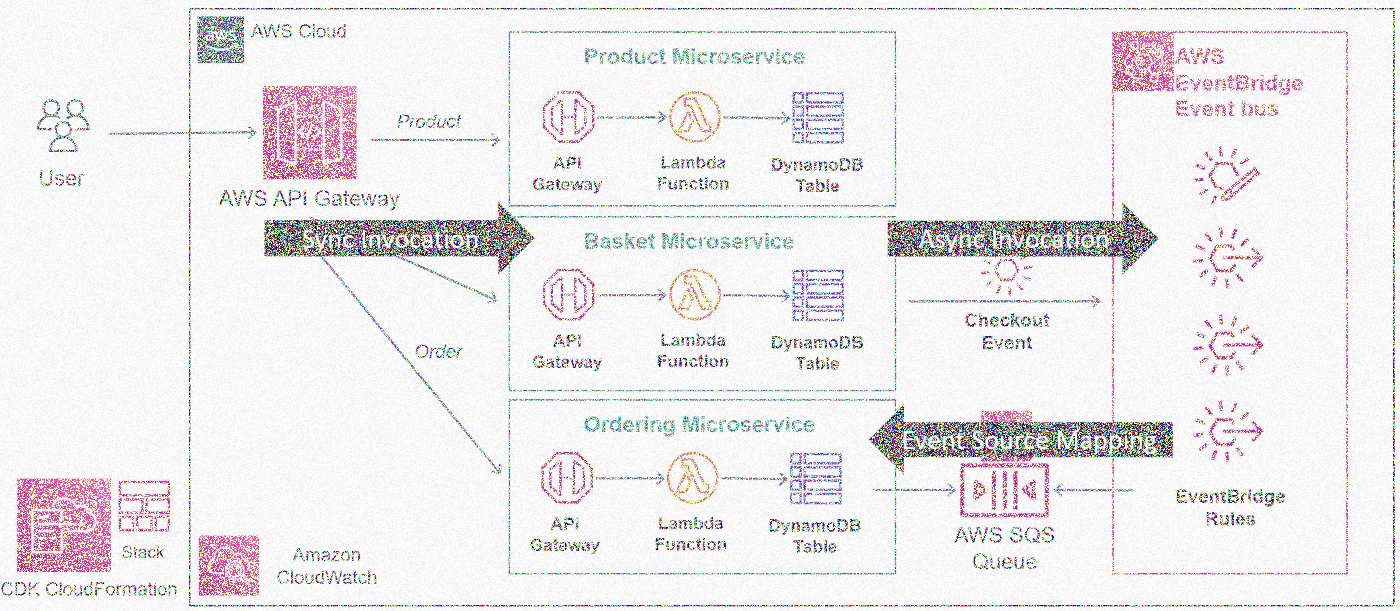 aws
AWS Cloud
User
AWS API Gateway
Product
Sync Invocation
Order
Product Microservice
API
Gateway
Lambda
Function
DynamoDB
Table
Basket Microservice
API
Gateway
Lambda
Function
DynamoDB
Table
Ordering Microservice
API
Gateway
Lambda
Function
DynamoDB
Table
Async Invocation
Checkout
Event
Event Source Mapping
AWS SQS
Queue
AWS
EventBridge
Event bus
EventBridge
Rules
Stack
CDK CloudFormation
Amazon
CloudWatch